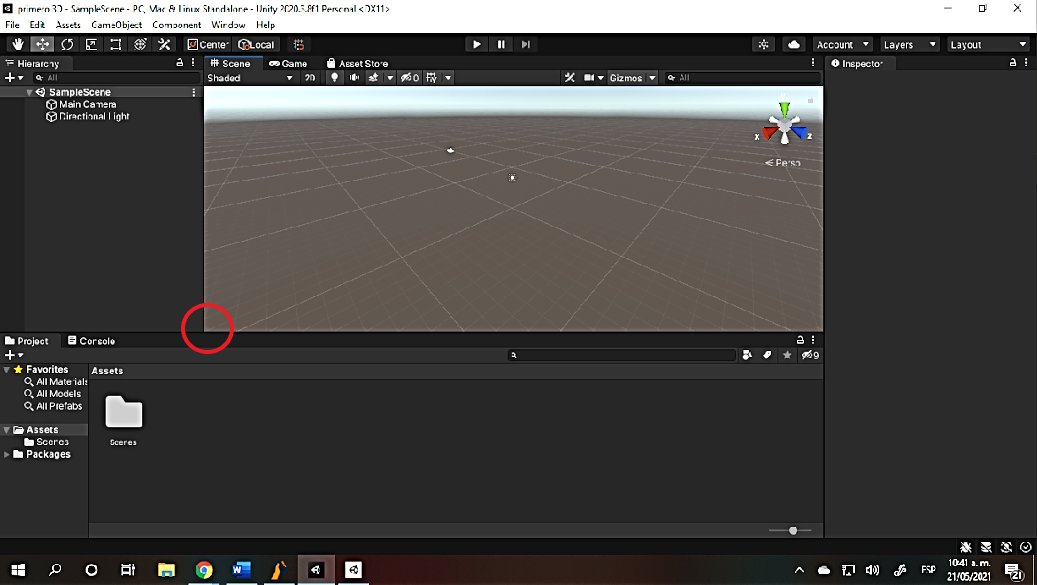 primero 3D - SampleScene - PC, Mac & Linux Standalone - Unity 2020.3.8f1 Personal <DX11>
File Edit Assets GameObject Component Window Help
Center Local Account Layers Layout
Hierarchy Scene Game Asset Store Inspector
All Shaded 2D 0 Gizmos All
SampleScene
Main Camera
Directional Light
x z
Persp
Project Console
9
Favorites Assets
All Materials
All Models
All Prefabs
Assets
Scenes Scenes
Packages
10:41 a. m.
ESP
21/05/2021
21